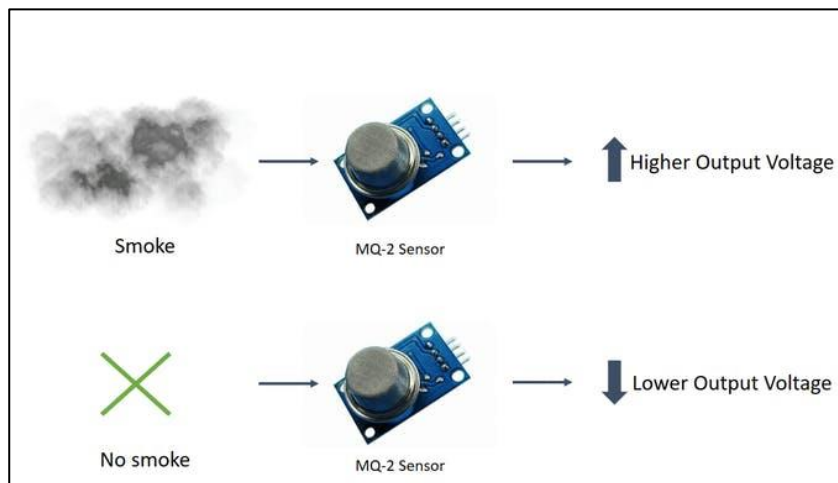 Higher Output Voltage
Smoke
MQ-2 Sensor
Lower Output Voltage
No smoke
MQ-2 Sensor